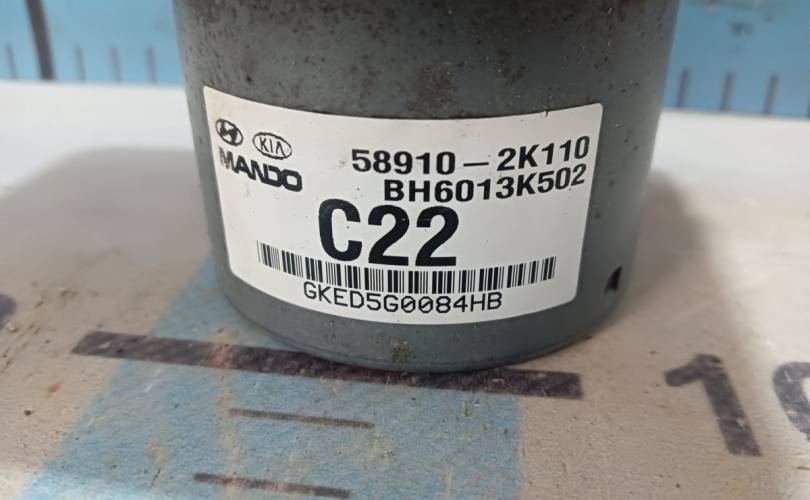 KIA
MANDO
58910-2K110
BH6013K502
C22
GKED5G0084HB